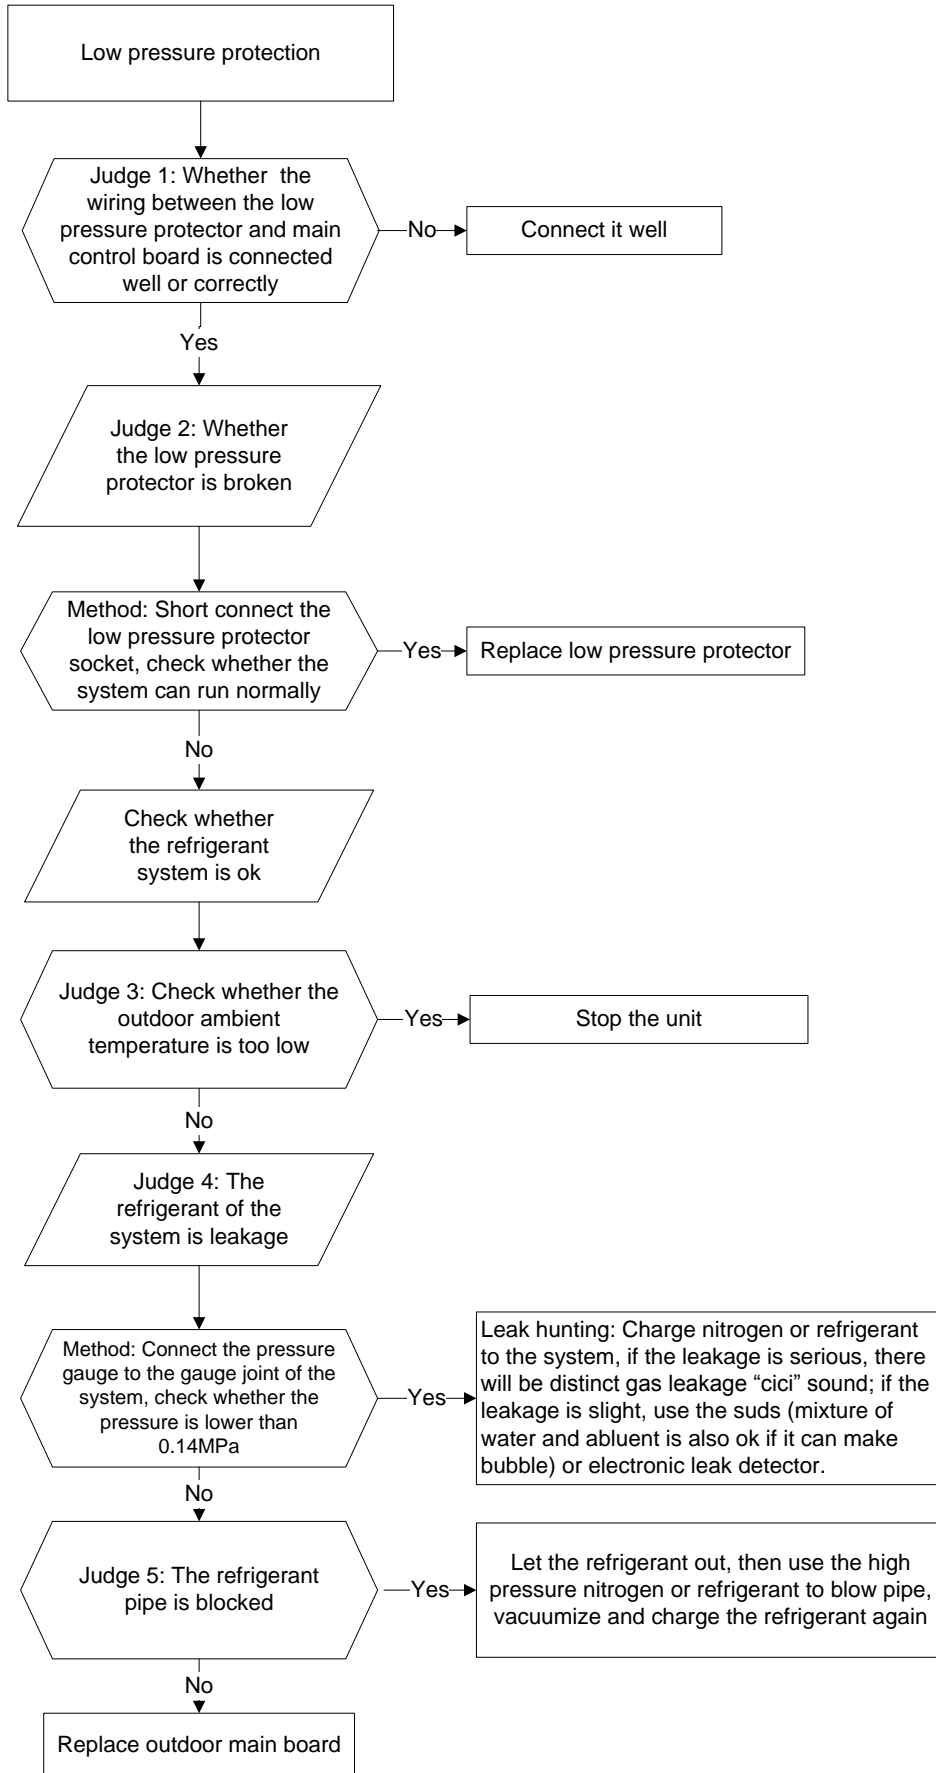 Low pressure protection
Judge 1: Whether the
wiring between the low
pressure protector and main
control board is connected
well or correctly
No
Connect it well
Yes
Judge 2: Whether
the low pressure
protector is broken
Method: Short connect the
low pressure protector
socket, check whether the
system can run normally
Yes
Replace low pressure protector
No
Check whether
the refrigerant
system is ok
Judge 3: Check whether the
outdoor ambient
temperature is too low
Yes
Stop the unit
No
Judge 4: The
refrigerant of the
system is leakage
Method: Connect the pressure
gauge to the gauge joint of the
system, check whether the
pressure is lower than
0.14MPa
Yes
Leak hunting: Charge nitrogen or refrigerant
to the system, if the leakage is serious, there
will be distinct gas leakage “cici” sound; if the
leakage is slight, use the suds (mixture of
water and abluent is also ok if it can make
bubble) or electronic leak detector.
No
Judge 5: The refrigerant
pipe is blocked
Yes
Let the refrigerant out, then use the high
pressure nitrogen or refrigerant to blow pipe,
vacuumize and charge the refrigerant again
No
Replace outdoor main board